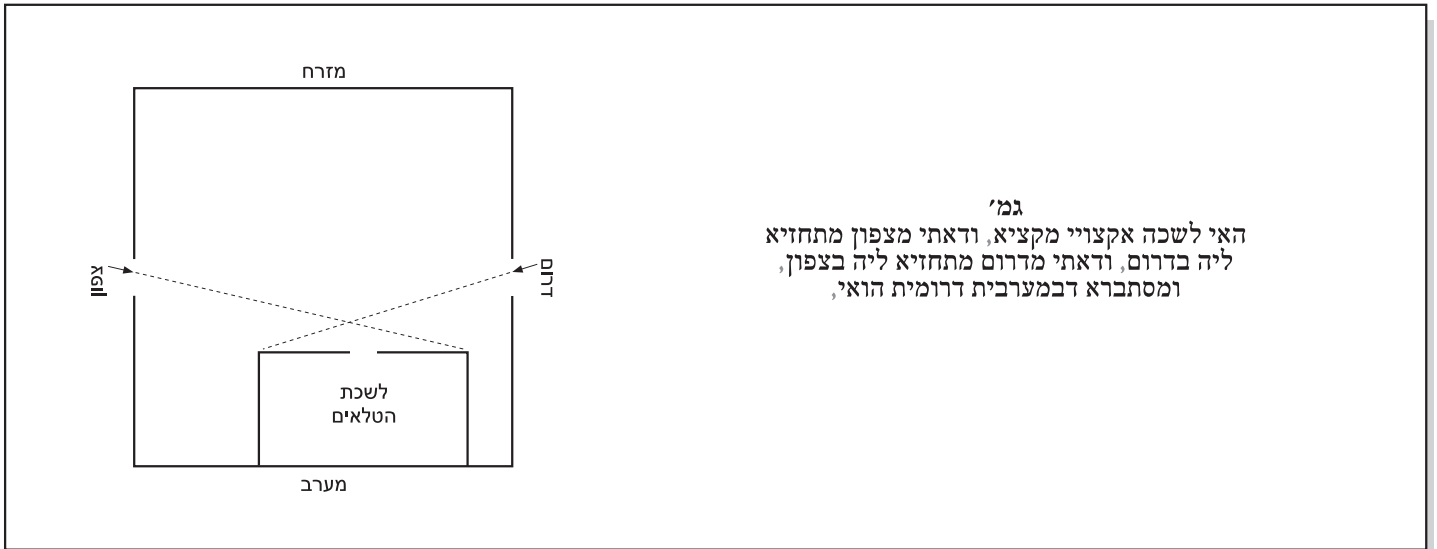 גמ׳
האי לשכה אקצויי מקציא, ודאתי מצפון מתחזיא
ליה בדרום, ודאתי מדרום מתחזיא ליה בצפון,
ומסתברא דבמערבית דרומית הואי,
מזרח
דרום
צפון
לשכת
הטלאים
מערב